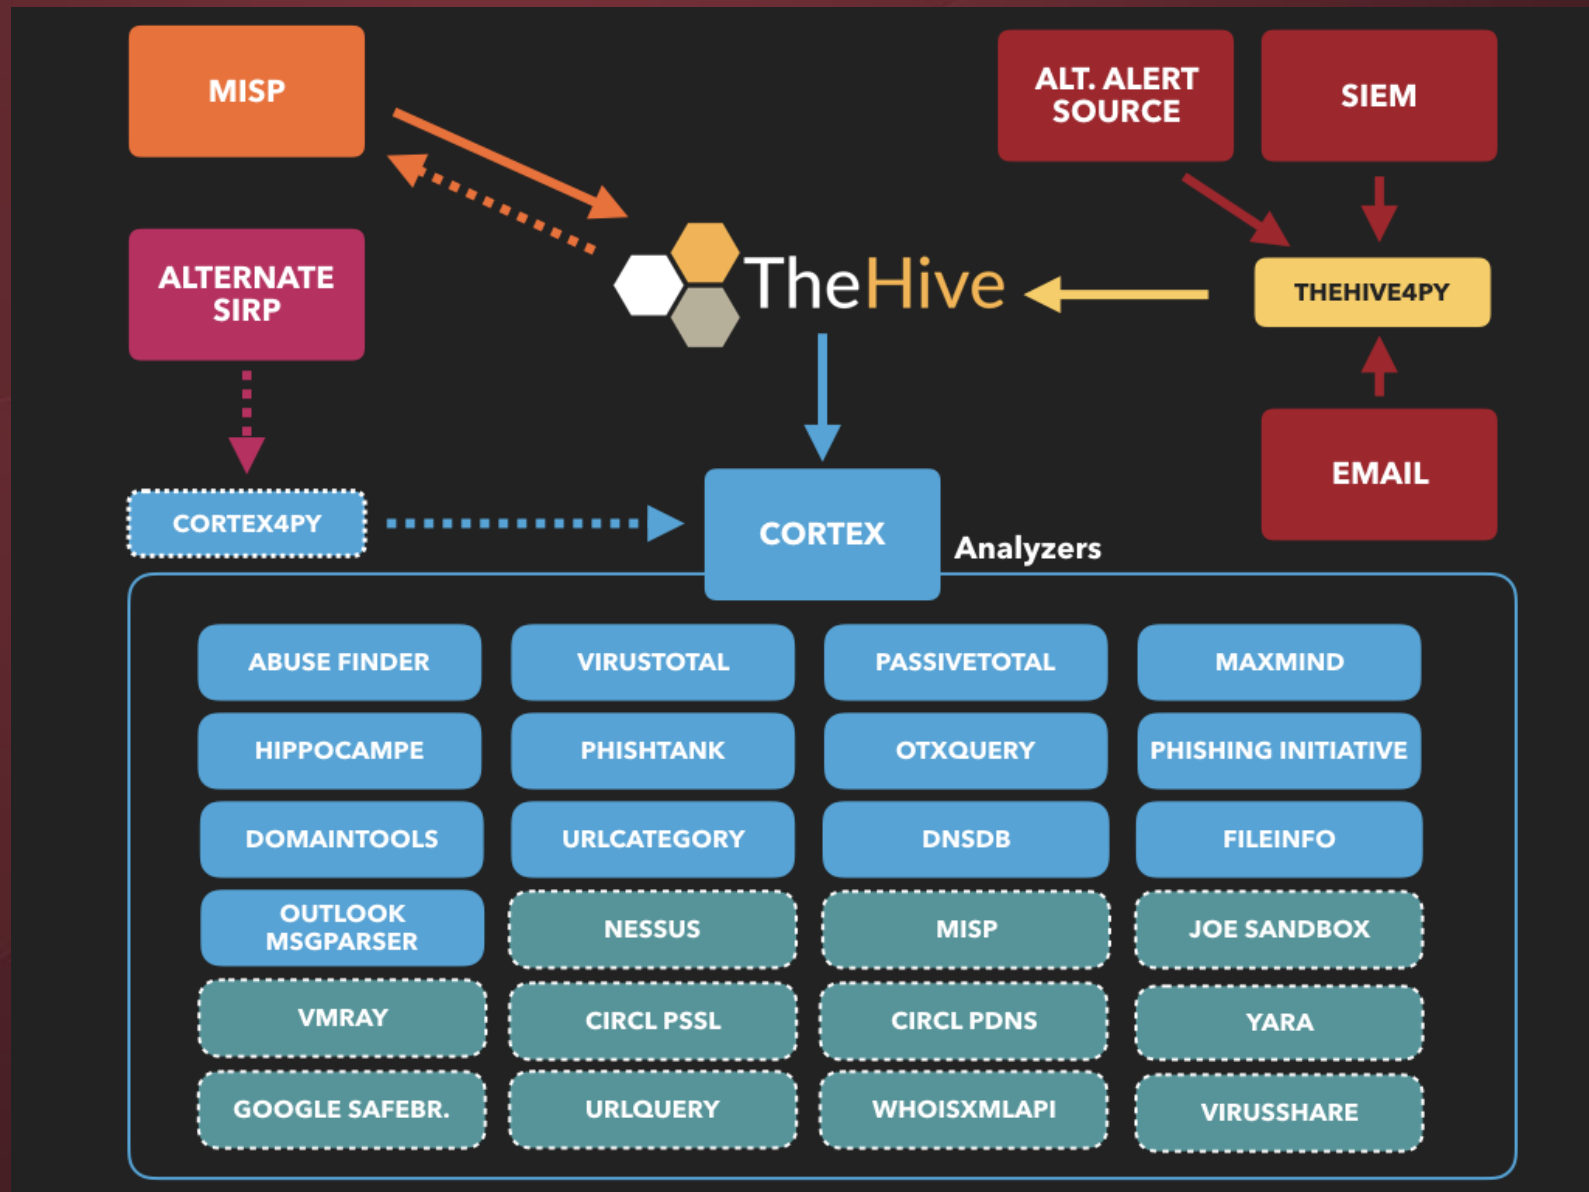 MISP
ALT. ALERT
SOURCE
SIEM
ALTERNATE
SIRP
TheHive
THEHIVE4PY
EMAIL
CORTEX4PY
CORTEX
Analyzers
ABUSE FINDER
VIRUSTOTAL
PASSIVETOTAL
MAXMIND
HIPPOCAMPE
PHISHTANK
OTXQUERY
PHISHING INITIATIVE
DOMAINTOOLS
URLCATEGORY
DNSDB
FILEINFO
OUTLOOK
MSGPARSER
NESSUS
MISP
JOE SANDBOX
VMRAY
CIRCL PSSL
CIRCL PDNS
YARA
GOOGLE SAFEBR.
URLQUERY
WHOISXMLAPI
VIRUSSHARE